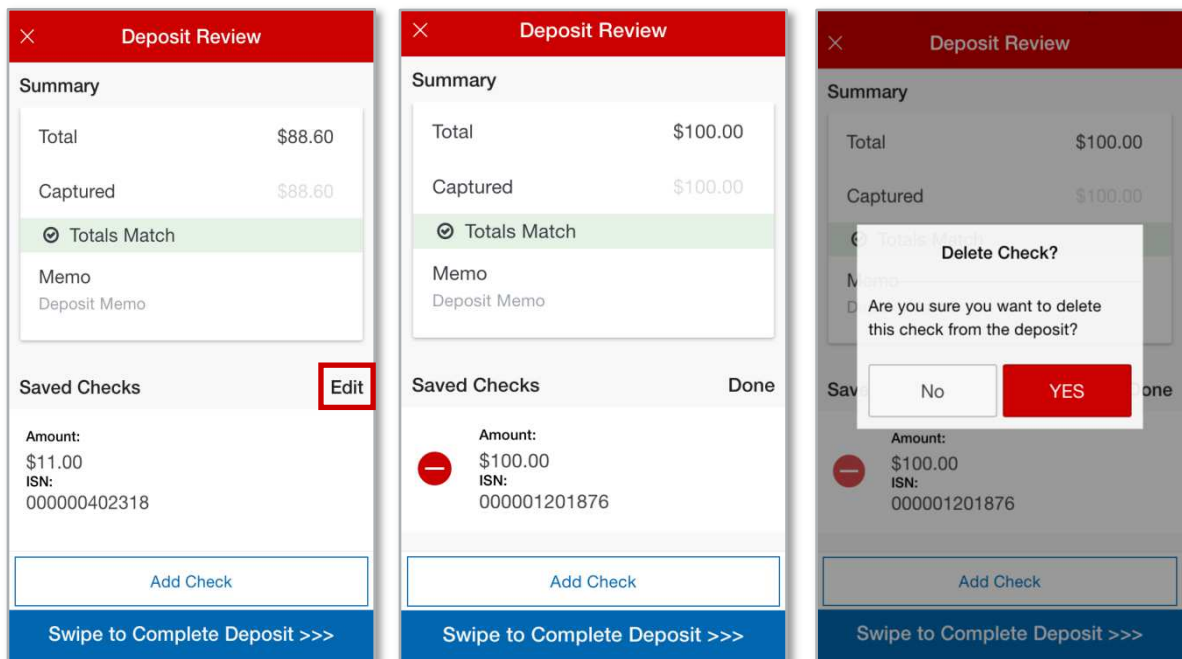 Deposit Review
Summary
Total $88.60
Captured $88.60
Totals Match
Memo
Deposit Memo
Saved Checks Edit
Amount:
$11.00
ISN:
000000402318
Add Check
Swipe to Complete Deposit >>>
Deposit Review
Summary
Total $100.00
Captured $100.00
Totals Match
Memo
Deposit Memo
Saved Checks Done
Amount:
$100.00
ISN:
000001201876
Add Check
Swipe to Complete Deposit >>>
Deposit Review
Summary
Total $100.00
Captured $100.00
Totals Match
Memo
Delete Check?
Are you sure you want to delete
this check from the deposit?
No YES
Amount:
$100.00
ISN:
000001201876
Add Check
Swipe to Complete Deposit >>>